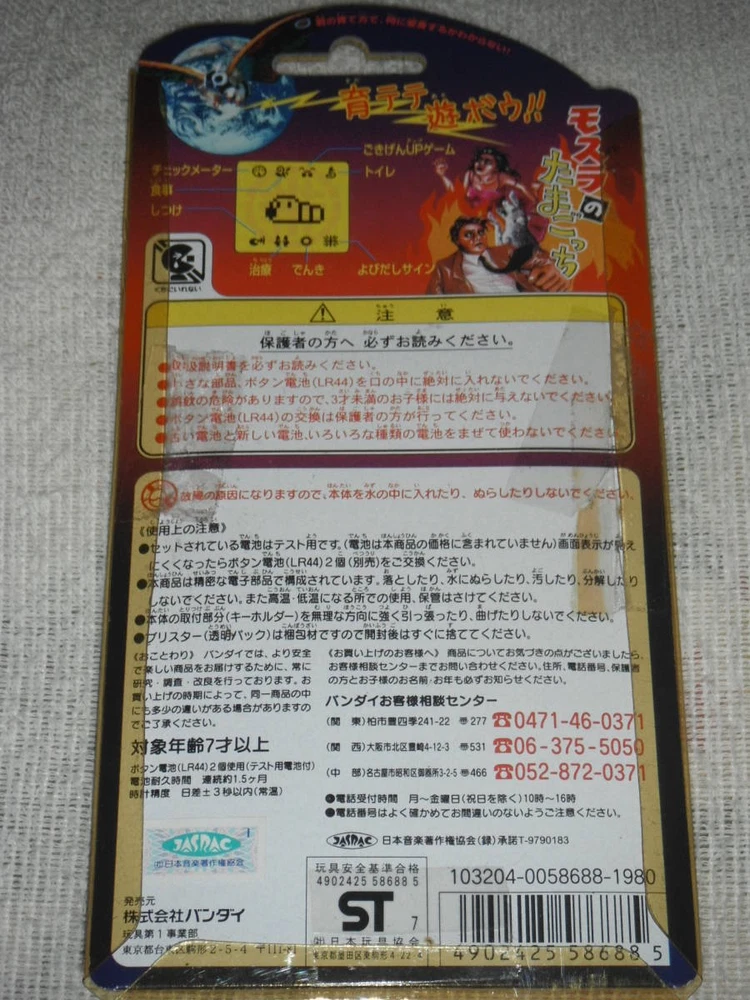 育テテ遊ボウ!!
モスラの
たまごっち
ごきげんUPゲーム
チェックメーター
トイレ
食事
しつけ
治療
でんき
よびだしサイン
くちにいれない
注意
保護者の方へ 必ずお読みください。
●取扱説明書を必ずお読みください。
●小さな部品、ボタン電池(LR44)を口の中に絶対に入れないでください。
●誤飲の危険がありますので、3才未満のお子様には絶対に与えないでください。
●ボタン電池(LR44)の交換は保護者の方が行ってください。
●古い電池と新しい電池、いろいろな種類の電池をまぜて使わないでください。
故障の原因になりますので、本体を水の中に入れたり、ぬらしたりしないでください。
《使用上の注意》
●セットされている電池はテスト用です。(電池は本商品の価格に含まれていません)画面表示が見え
にくくなったらボタン電池(LR44)2個(別売)をご交換ください。
●本商品は精密な電子部品で構成されています。落としたり、水にぬらしたり、汚したり、分解したり
しないでください。また高温・低温になる所での使用、保管はさけてください。
●本体の取付部分(キーホルダー)を無理な方向に強く引っ張ったり、曲げたりしないでください。
●ブリスター(透明パック)は梱包材ですので開封後はすぐに捨ててください。
《おことわり》 バンダイでは、より安全
で楽しい商品をお届けするために、常に
研究・調査・改良を行っております。お
買い上げの時期によって、同一商品の中
にも多少の違いがある場合がありますの
でご了承ください。
対象年齢7才以上
ボタン電池(LR44)2個使用(テスト用電池付)
電池耐久時間 連続約1.5ヶ月
時計精度 日差±3秒以内(常温)
《お買い上げのお客様へ》 商品についてお気づきの点がございましたら、
お客様相談センターまでお問い合わせください。住所、電話番号、保護者
の方とお子様のお名前・お年も必ずお知らせください。
バンダイお客様相談センター
(関 東)柏市豊四季241-22 〒277 ☎0471-46-0371
(関 西)大阪市北区豊崎4-12-3 〒531 ☎06-375-5050
(中 部)名古屋市昭和区御器所3-2-5 〒466 ☎052-872-0371
●電話受付時間 月~金曜日(祝日を除く)10時~16時
●電話番号はよく確かめてお間違いのないようご注意ください。
JASRAC 日本音楽著作権協会(録)承諾T-9790183
JASRAC
(社)日本音楽著作権協会
発売元
株式会社バンダイ
玩具第1事業部
東京都台東区駒形2-5-4 〒111-
玩具安全基準合格
4902425 58688 5
ST 7
(社)日本玩具協会
東京都墨田区東駒形4-22-4
103204-0058688-1980
4902425 586885